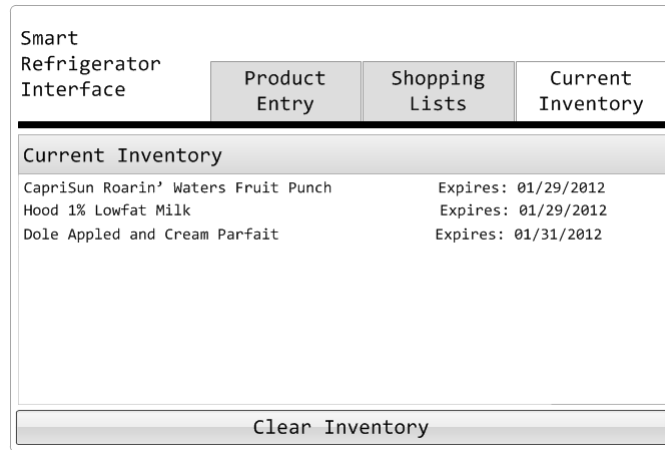 Smart
Refrigerator
Interface
Product
Entry
Shopping
Lists
Current
Inventory
Current Inventory
CapriSun Roarin’ Waters Fruit Punch Expires: 01/29/2012
Hood 1% Lowfat Milk Expires: 01/29/2012
Dole Appled and Cream Parfait Expires: 01/31/2012
Clear Inventory